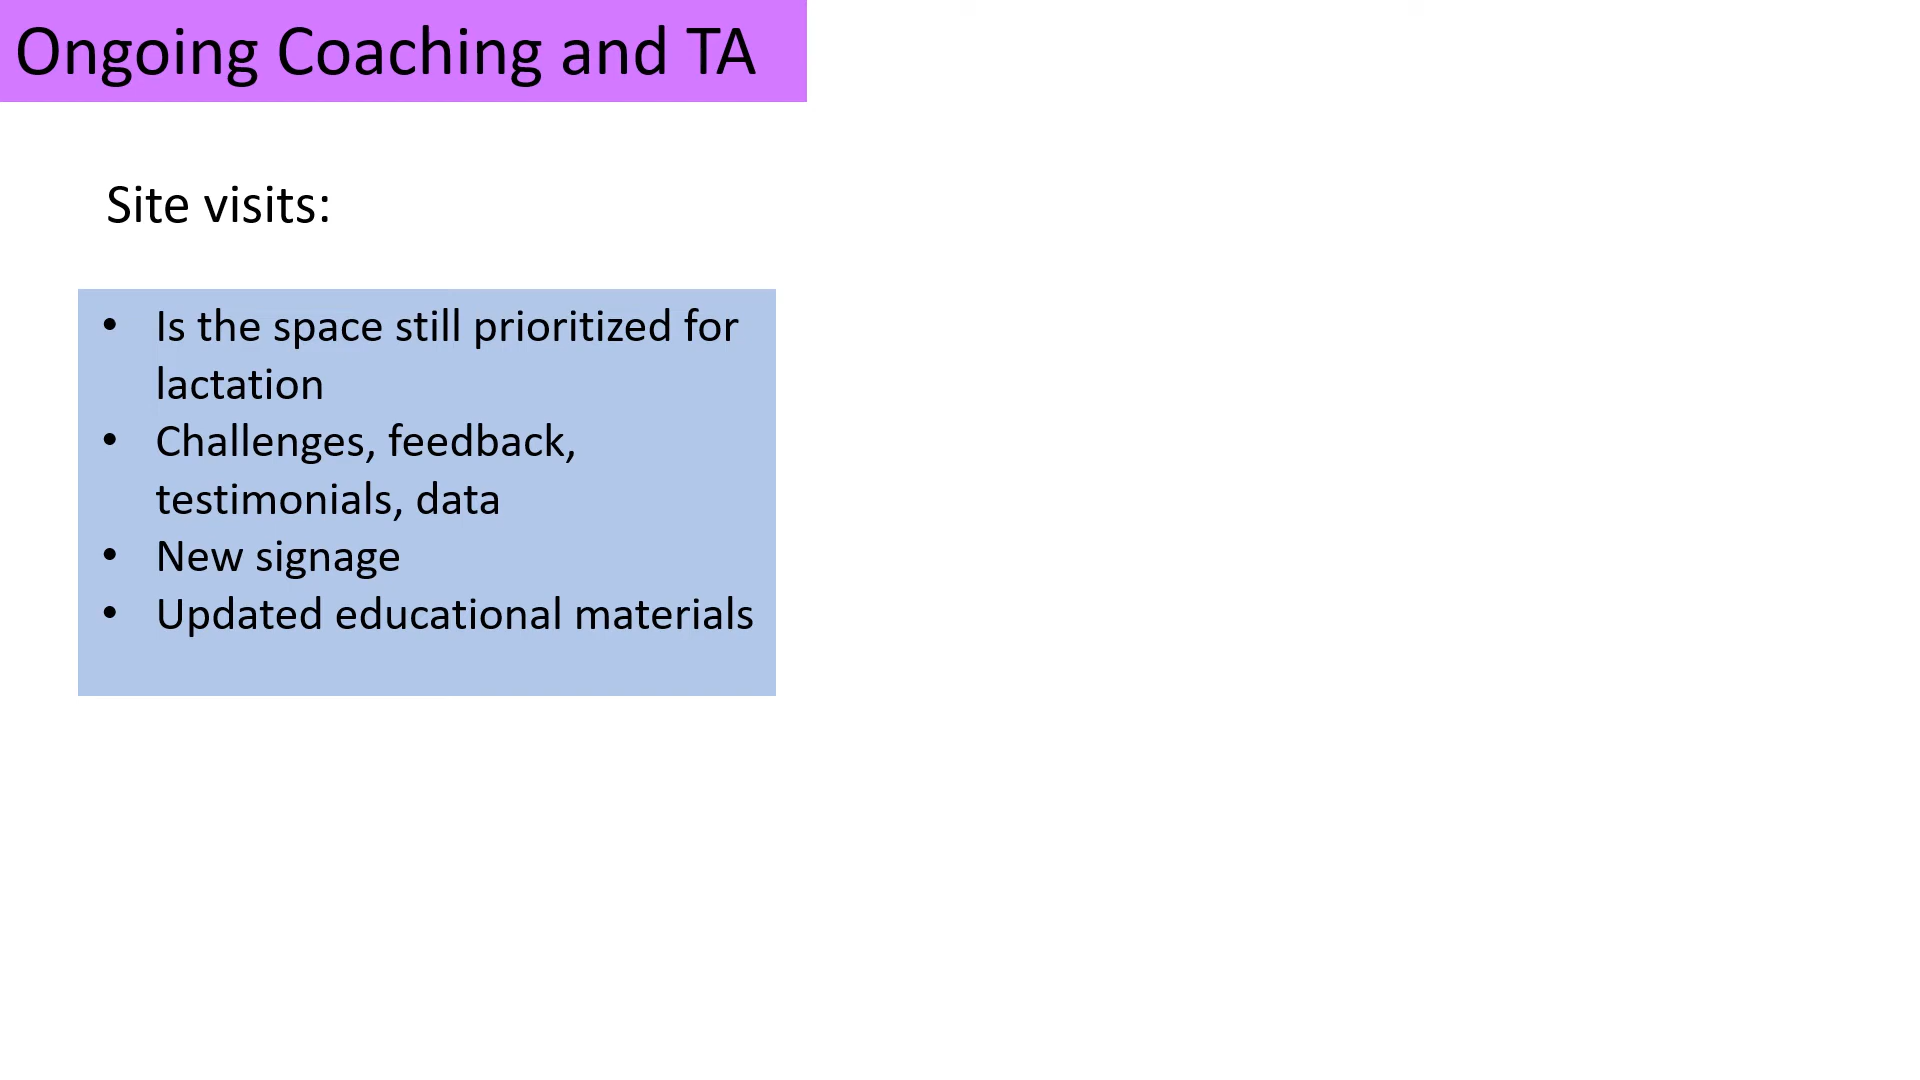 Ongoing Coaching and TA
Site visits:
• Is the space still prioritized for
lactation
• Challenges, feedback,
testimonials, data
• New signage
• Updated educational materials